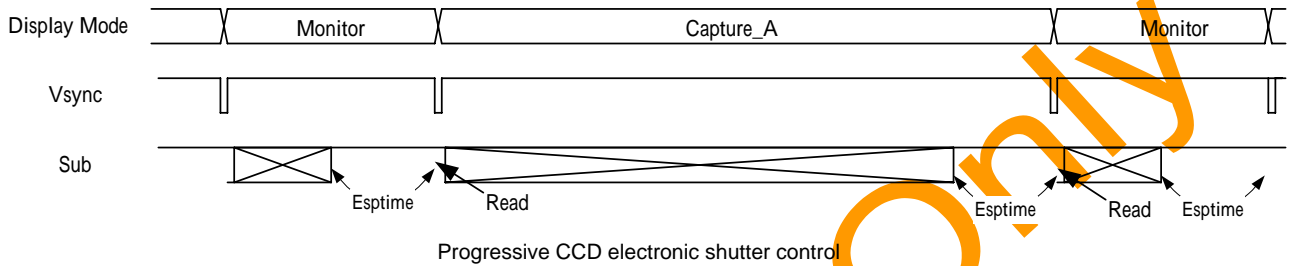 Display Mode Monitor Capture_A Monitor
Vsync
Sub
Esptime Read Esptime Read Esptime
Progressive CCD electronic shutter control
Only